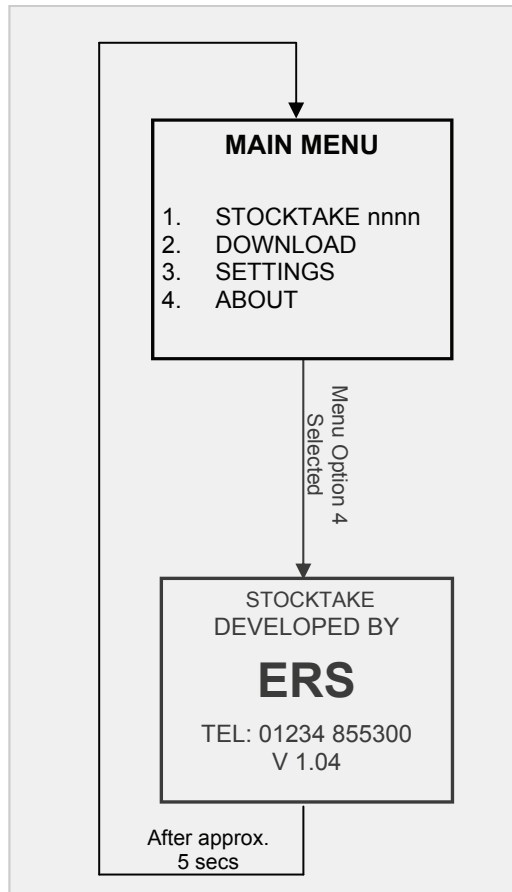 MAIN MENU
1. STOCKTAKE nnnn
2. DOWNLOAD
3. SETTINGS
4. ABOUT
Menu Option 4
Selected
STOCKTAKE
DEVELOPED BY
ERS
TEL: 01234 855300
V 1.04
After approx.
5 secs